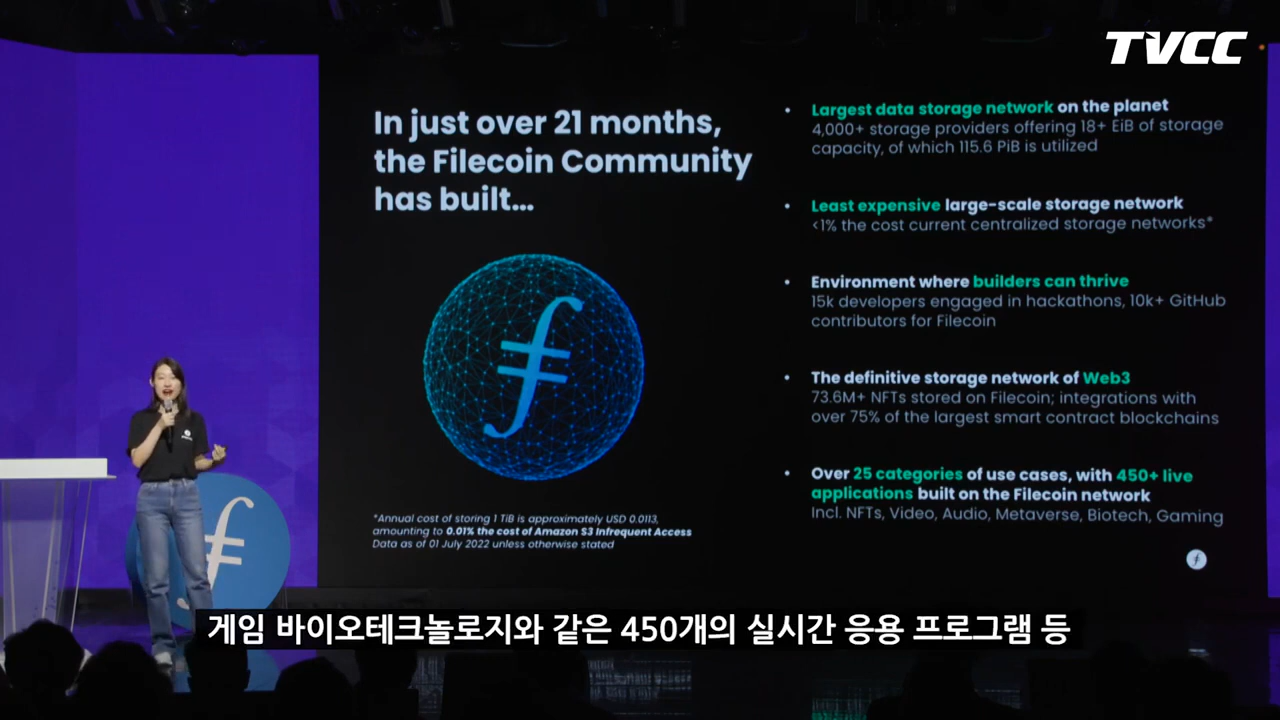 TVCC
In just over 21 months,
the Filecoin Community
has built...
*Annual cost of storing 1 TiB is approximately USD 0.0113,
amounting to 0.01% the cost of Amazon S3 Infrequent Access
Data as of 01 July 2022 unless otherwise stated
• Largest data storage network on the planet
4,000+ storage providers offering 18+ EiB of storage
capacity, of which 115.6 PiB is utilized
• Least expensive large-scale storage network
<1% the cost current centralized storage networks*
• Environment where builders can thrive
15k developers engaged in hackathons, 10k+ GitHub
contributors for Filecoin
• The definitive storage network of Web3
73.6M+ NFTs stored on Filecoin; integrations with
over 75% of the largest smart contract blockchains
• Over 25 categories of use cases, with 450+ live
applications built on the Filecoin network
Incl. NFTs, Video, Audio, Metaverse, Biotech, Gaming
게임 바이오테크놀로지와 같은 450개의 실시간 응용 프로그램 등